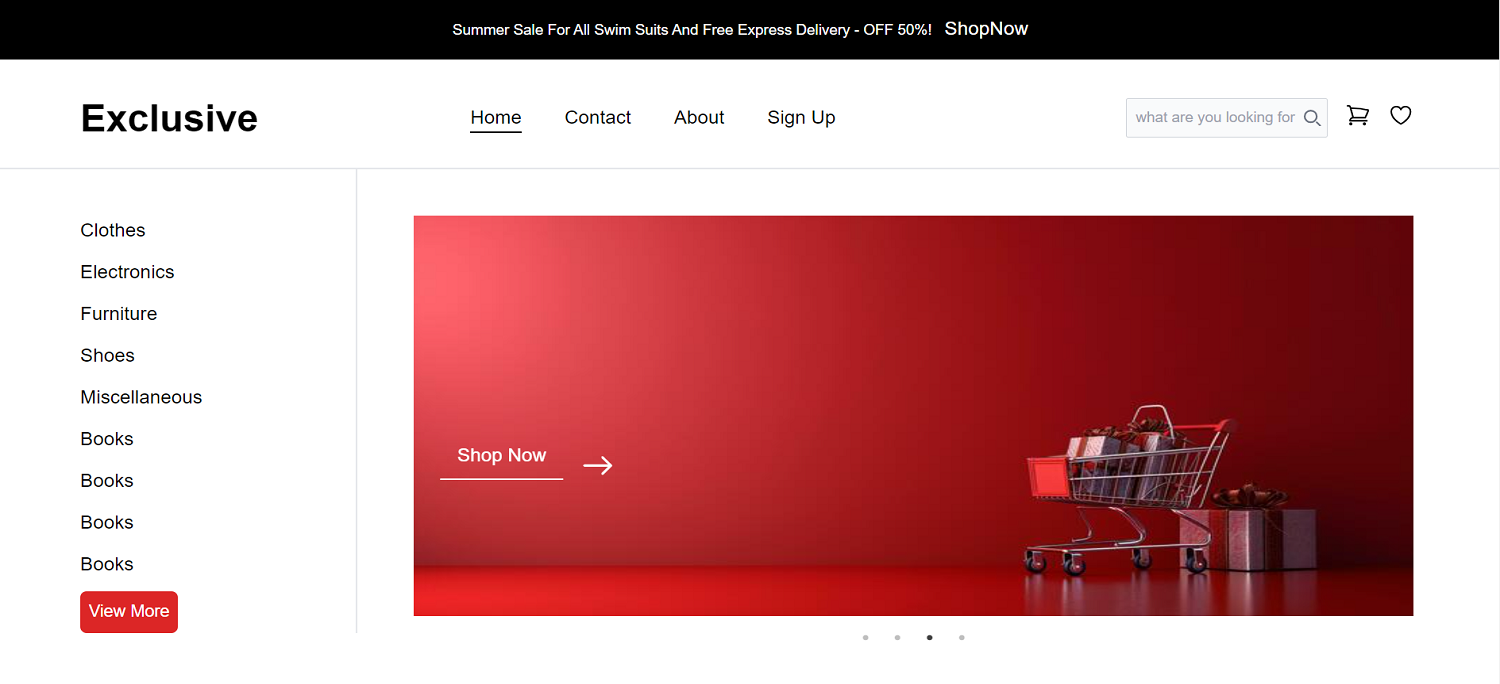 Summer Sale For All Swim Suits And Free Express Delivery - OFF 50%! ShopNow
Exclusive
Home Contact About Sign Up
what are you looking for
Clothes
Electronics
Furniture
Shoes
Miscellaneous
Books
Books
Books
Books
View More
Shop Now